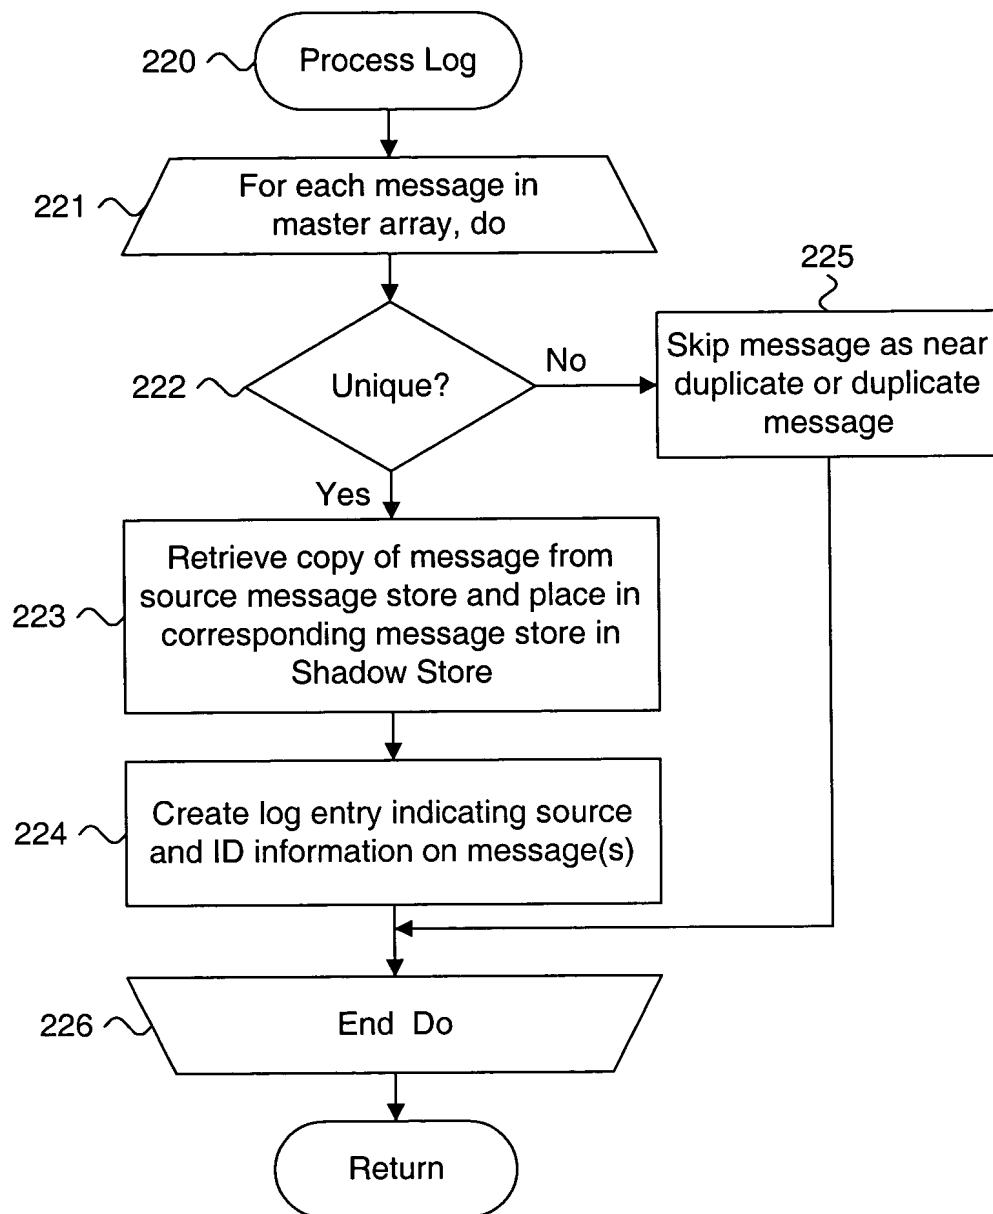 220
Process Log
221
For each message in
master array, do
225
222
Unique?
No
Skip message as near
duplicate or duplicate
message
Yes
223
Retrieve copy of message from
source message store and place in
corresponding message store in
Shadow Store
224
Create log entry indicating source
and ID information on message(s)
226
End Do
Return